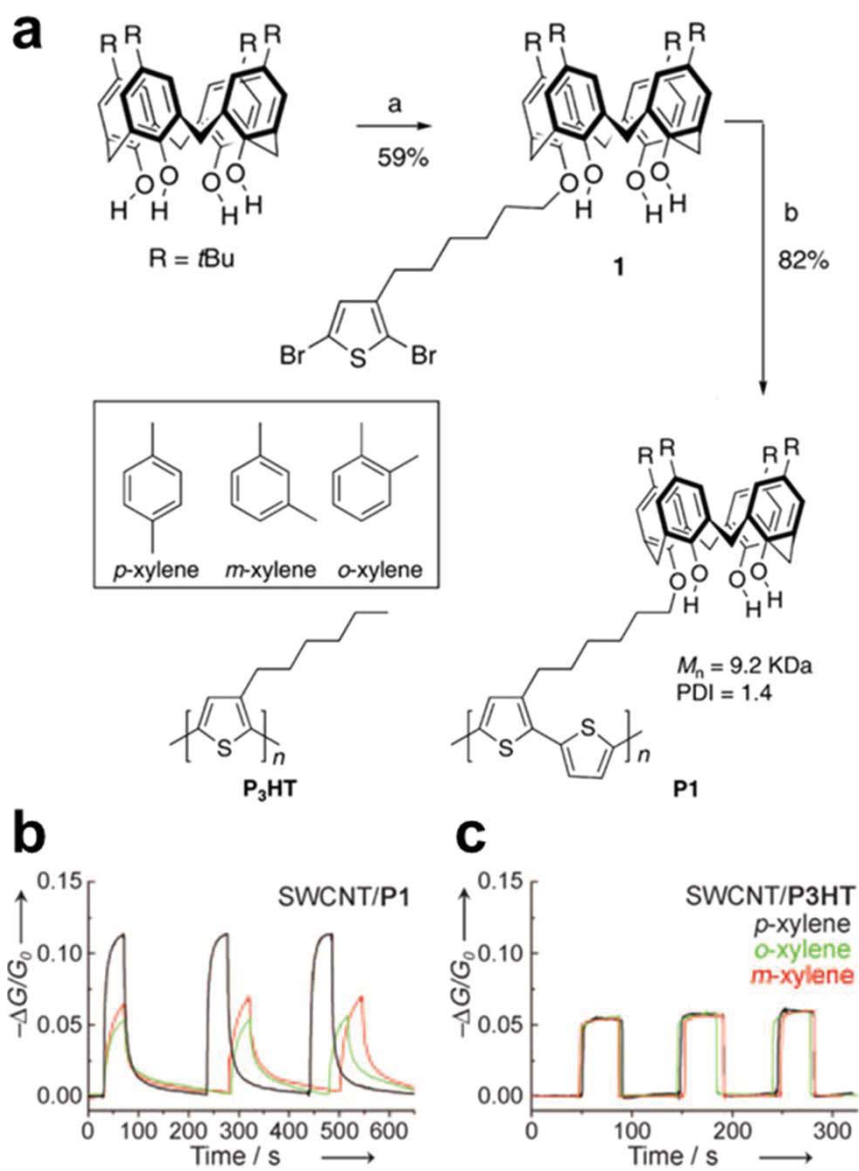 a
R R R R
O O O O
H H H H
R = tBu
a
59%
R R R R
O O O O
H H H
1
Br S Br
b
82%
p-xylene m-xylene o-xylene
R R R R
O O O O
H H H
Mn = 9.2 KDa
PDI = 1.4
S n
P3HT
S S n
P1
b
−ΔG/G0
0.15
0.10
0.05
0.00
SWCNT/P1
0 100 200 300 400 500 600
Time / s
c
−ΔG/G0
0.15
0.10
0.05
0.00
SWCNT/P3HT
p-xylene
o-xylene
m-xylene
0 100 200 300
Time / s